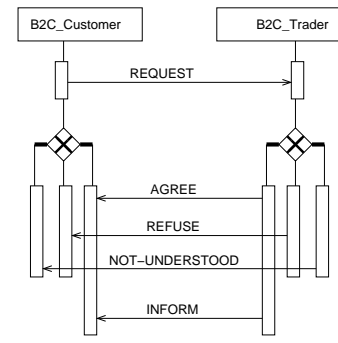 B2C_Customer
B2C_Trader
REQUEST
AGREE
REFUSE
NOT–UNDERSTOOD
INFORM